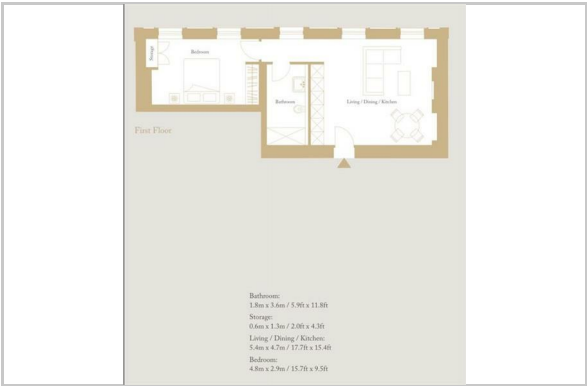 Storage
Bedroom
Bathroom
Living / Dining / Kitchen
First Floor
Bathroom:
1.8m x 3.6m / 5.9ft x 11.8ft
Storage:
0.6m x 1.3m / 2.0ft x 4.3ft
Living / Dining / Kitchen:
5.4m x 4.7m / 17.7ft x 15.4ft
Bedroom:
4.8m x 2.9m / 15.7ft x 9.5ft